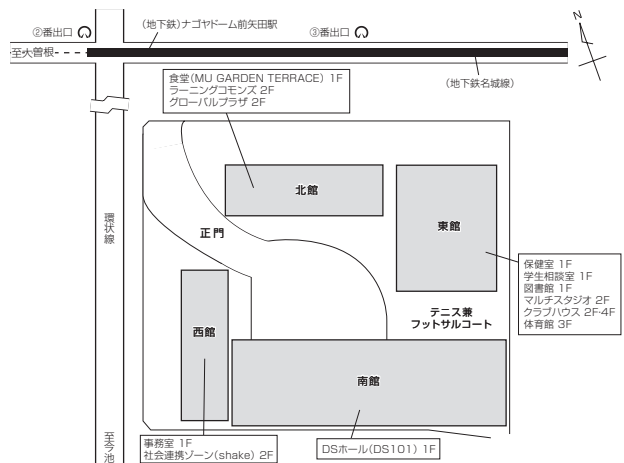 ②番出口
(地下鉄)ナゴヤドーム前矢田駅
③番出口
N
至大曽根
(地下鉄名城線)
食堂(MU GARDEN TERRACE) 1F
ラーニングコモンズ 2F
グローバルプラザ 2F
北館
東館
環状線
正門
保健室 1F
学生相談室 1F
図書館 1F
マルチスタジオ 2F
クラブハウス 2F-4F
体育館 3F
テニス兼
フットサルコート
西館
南館
至今池
事務室 1F
社会連携ゾーン(shake) 2F
DSホール(DS101) 1F